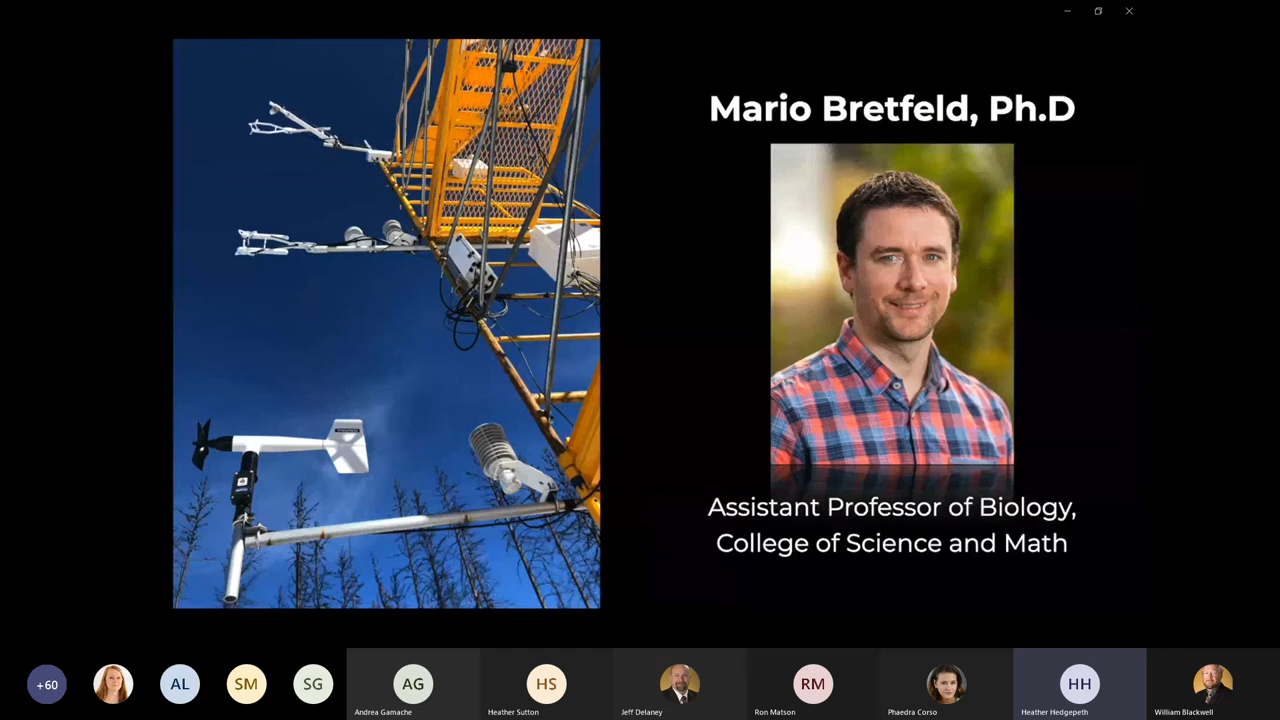 Mario Bretfeld, Ph.D
Assistant Professor of Biology,
College of Science and Math
+60
AL
SM
SG
AG
HS
RM
HH
Andrea Gamache
Heather Sutton
Jeff Delaney
Ron Matson
Phaedra Corso
Heather Hedgepeth
William Blackwell